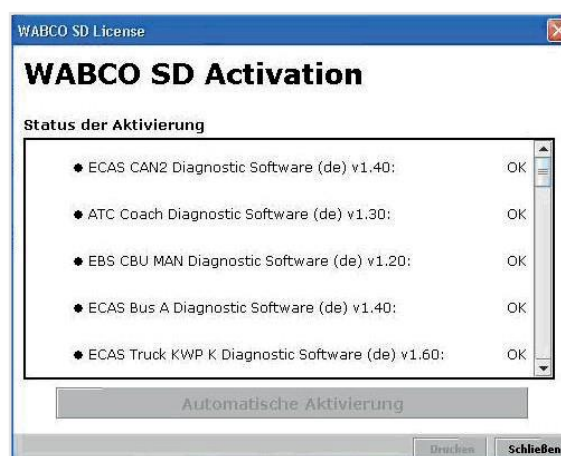 WABCO SD License
WABCO SD Activation
Status der Aktivierung
● ECAS CAN2 Diagnostic Software (de) v1.40: OK
● ATC Coach Diagnostic Software (de) v1.30: OK
● EBS CBU MAN Diagnostic Software (de) v1.20: OK
● ECAS Bus A Diagnostic Software (de) v1.40: OK
● ECAS Truck KWP K Diagnostic Software (de) v1.60: OK
Automatische Aktivierung
Drucken Schließen